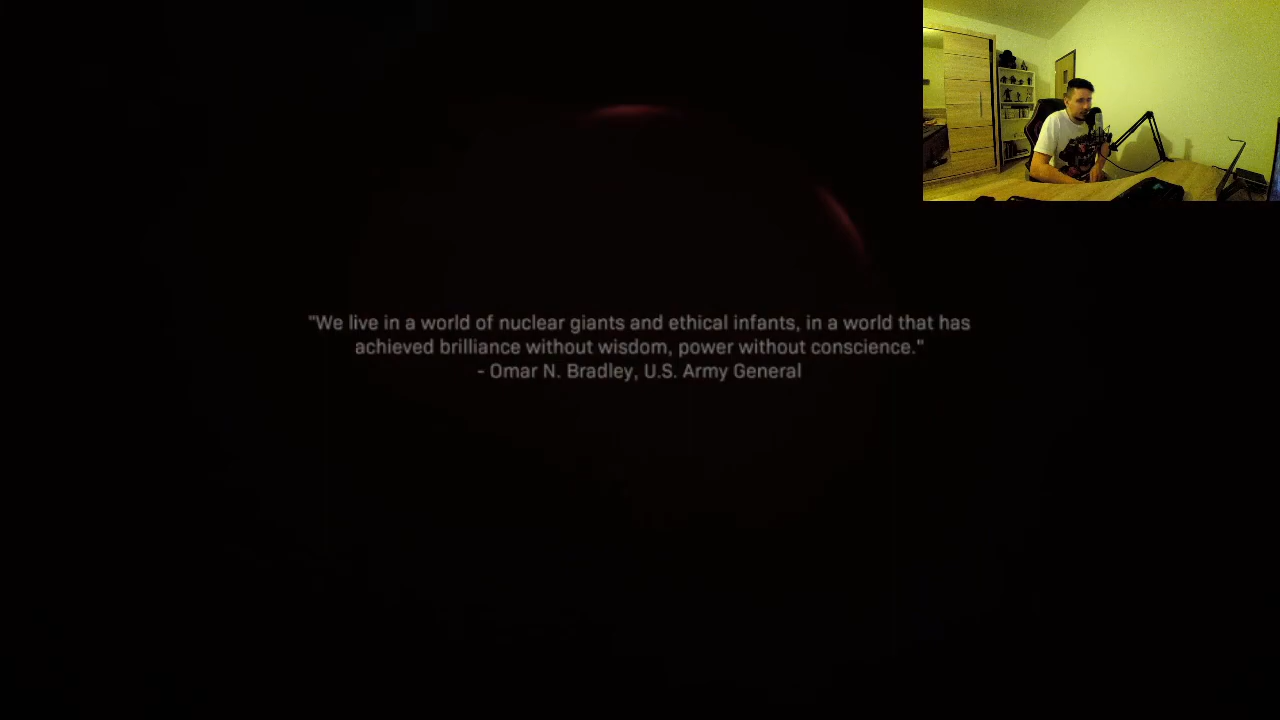 "We live in a world of nuclear giants and ethical infants, in a world that has
achieved brilliance without wisdom, power without conscience."
- Omar N. Bradley, U.S. Army General